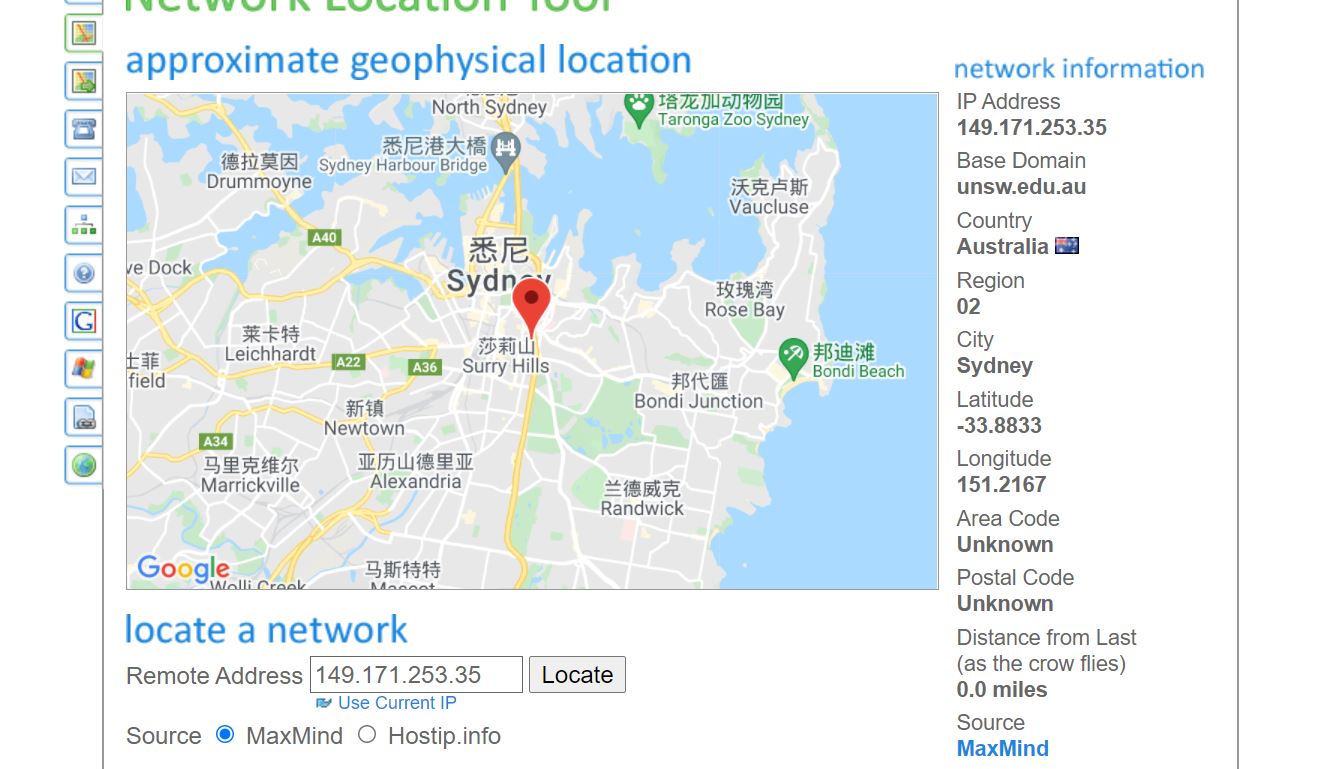 Network Location Tool
approximate geophysical location
North Sydney
塔龙加动物园
Taronga Zoo Sydney
悉尼港大橋
Sydney Harbour Bridge
德拉莫因
Drummoyne
沃克卢斯
Vaucluse
A40
悉尼
Sydney
ve Dock
玫瑰湾
Rose Bay
莱卡特
Leichhardt
莎莉山
Surry Hills
A22
A36
士菲
field
邦迪滩
Bondi Beach
邦代匯
Bondi Junction
新镇
Newtown
A34
马里克维尔
Marrickville
亚历山德里亚
Alexandria
兰德威克
Randwick
马斯特特
Mascot
Wolli Creek
Google
locate a network
Remote Address 149.171.253.35 Locate
Use Current IP
Source MaxMind Hostip.info
network information
IP Address
149.171.253.35
Base Domain
unsw.edu.au
Country
Australia
Region
02
City
Sydney
Latitude
-33.8833
Longitude
151.2167
Area Code
Unknown
Postal Code
Unknown
Distance from Last
(as the crow flies)
0.0 miles
Source
MaxMind